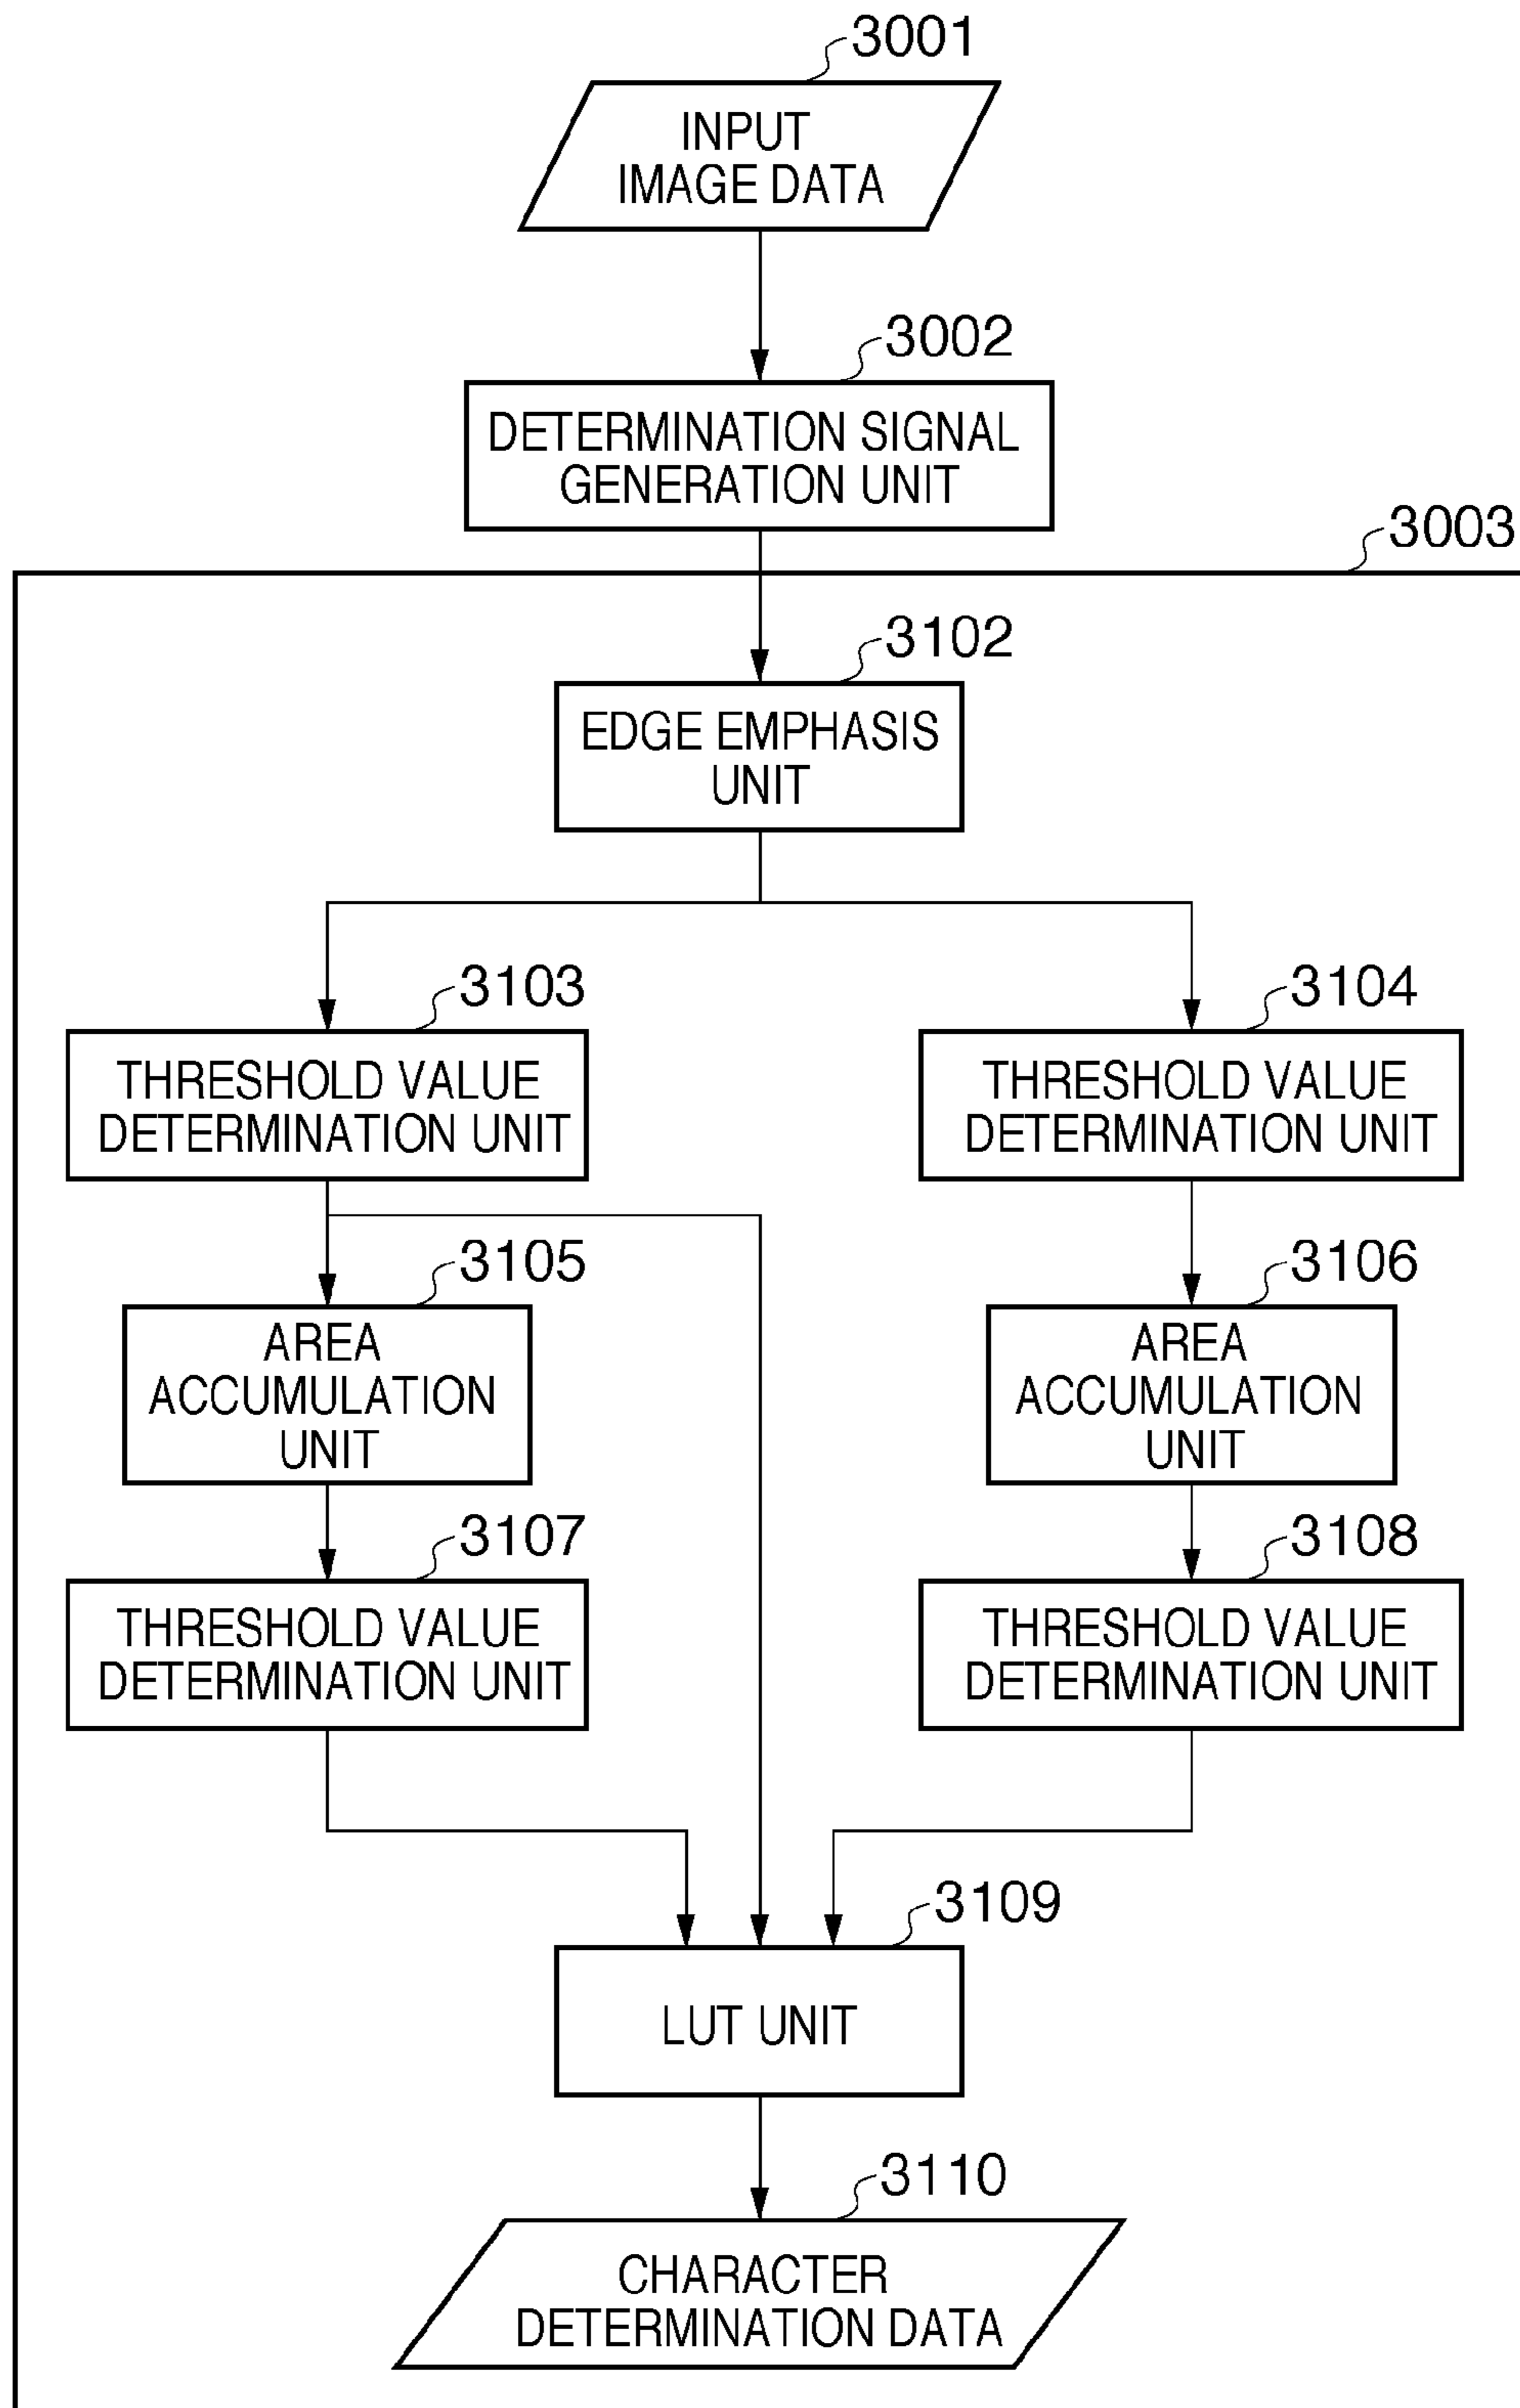 3001
INPUT
IMAGE DATA
3002
DETERMINATION SIGNAL
GENERATION UNIT
3003
3102
EDGE EMPHASIS
UNIT
3103
THRESHOLD VALUE
DETERMINATION UNIT
3104
THRESHOLD VALUE
DETERMINATION UNIT
3105
AREA
ACCUMULATION
UNIT
3106
AREA
ACCUMULATION
UNIT
3107
THRESHOLD VALUE
DETERMINATION UNIT
3108
THRESHOLD VALUE
DETERMINATION UNIT
3109
LUT UNIT
3110
CHARACTER
DETERMINATION DATA